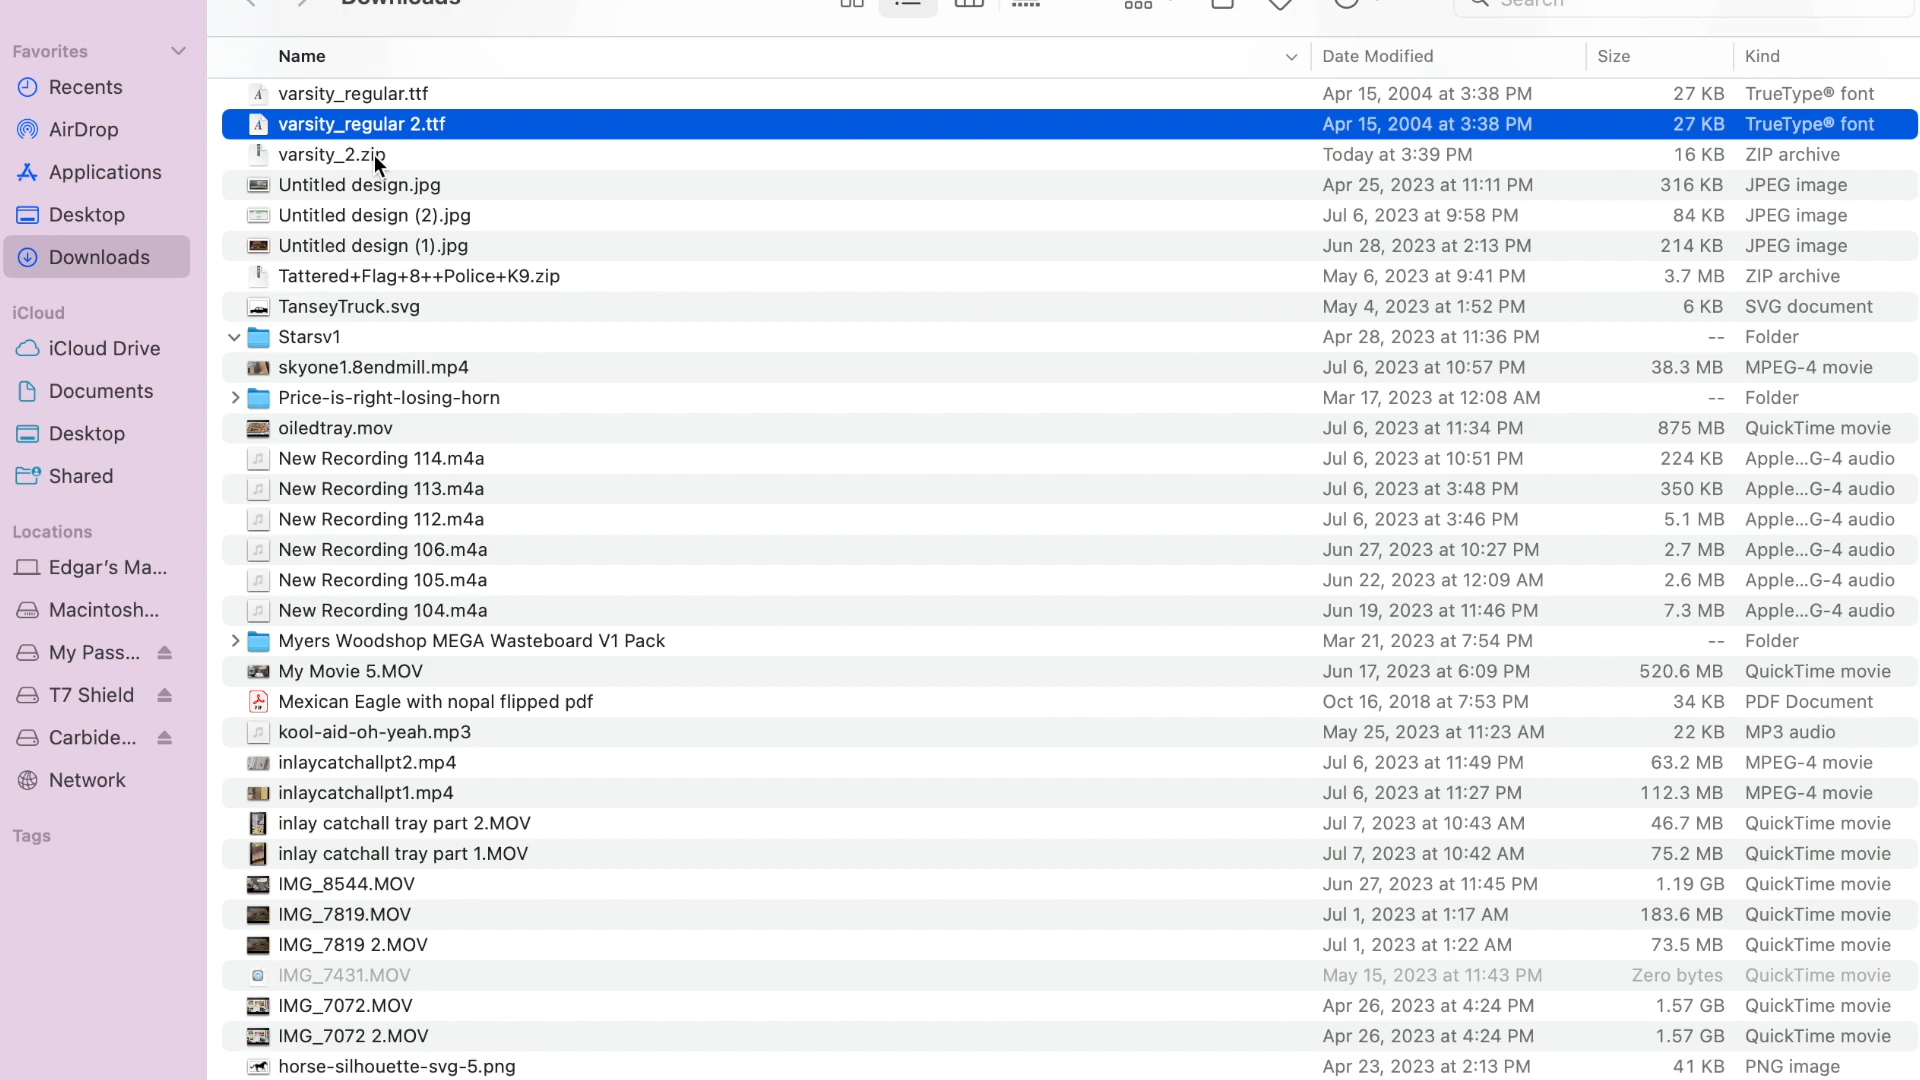 Downloads
Search
Favorites
Recents
AirDrop
Applications
Desktop
Downloads
iCloud
iCloud Drive
Documents
Desktop
Shared
Locations
Edgar's Ma...
Macintosh...
My Pass...
T7 Shield
Carbide...
Network
Tags
Name Date Modified Size Kind
varsity_regular.ttf Apr 15, 2004 at 3:38 PM 27 KB TrueType® font
varsity_regular 2.ttf Apr 15, 2004 at 3:38 PM 27 KB TrueType® font
varsity_2.zip Today at 3:39 PM 16 KB ZIP archive
Untitled design.jpg Apr 25, 2023 at 11:11 PM 316 KB JPEG image
Untitled design (2).jpg Jul 6, 2023 at 9:58 PM 84 KB JPEG image
Untitled design (1).jpg Jun 28, 2023 at 2:13 PM 214 KB JPEG image
Tattered+Flag+8++Police+K9.zip May 6, 2023 at 9:41 PM 3.7 MB ZIP archive
TanseyTruck.svg May 4, 2023 at 1:52 PM 6 KB SVG document
Starsv1 Apr 28, 2023 at 11:36 PM -- Folder
skyone1.8endmill.mp4 Jul 6, 2023 at 10:57 PM 38.3 MB MPEG-4 movie
Price-is-right-losing-horn Mar 17, 2023 at 12:08 AM -- Folder
oiledtray.mov Jul 6, 2023 at 11:34 PM 875 MB QuickTime movie
New Recording 114.m4a Jul 6, 2023 at 10:51 PM 224 KB Apple...G-4 audio
New Recording 113.m4a Jul 6, 2023 at 3:48 PM 350 KB Apple...G-4 audio
New Recording 112.m4a Jul 6, 2023 at 3:46 PM 5.1 MB Apple...G-4 audio
New Recording 106.m4a Jun 27, 2023 at 10:27 PM 2.7 MB Apple...G-4 audio
New Recording 105.m4a Jun 22, 2023 at 12:09 AM 2.6 MB Apple...G-4 audio
New Recording 104.m4a Jun 19, 2023 at 11:46 PM 7.3 MB Apple...G-4 audio
Myers Woodshop MEGA Wasteboard V1 Pack Mar 21, 2023 at 7:54 PM -- Folder
My Movie 5.MOV Jun 17, 2023 at 6:09 PM 520.6 MB QuickTime movie
Mexican Eagle with nopal flipped pdf Oct 16, 2018 at 7:53 PM 34 KB PDF Document
kool-aid-oh-yeah.mp3 May 25, 2023 at 11:23 AM 22 KB MP3 audio
inlaycatchallpt2.mp4 Jul 6, 2023 at 11:49 PM 63.2 MB MPEG-4 movie
inlaycatchallpt1.mp4 Jul 6, 2023 at 11:27 PM 112.3 MB MPEG-4 movie
inlay catchall tray part 2.MOV Jul 7, 2023 at 10:43 AM 46.7 MB QuickTime movie
inlay catchall tray part 1.MOV Jul 7, 2023 at 10:42 AM 75.2 MB QuickTime movie
IMG_8544.MOV Jun 27, 2023 at 11:45 PM 1.19 GB QuickTime movie
IMG_7819.MOV Jul 1, 2023 at 1:17 AM 183.6 MB QuickTime movie
IMG_7819 2.MOV Jul 1, 2023 at 1:22 AM 73.5 MB QuickTime movie
IMG_7431.MOV May 15, 2023 at 11:43 PM Zero bytes QuickTime movie
IMG_7072.MOV Apr 26, 2023 at 4:24 PM 1.57 GB QuickTime movie
IMG_7072 2.MOV Apr 26, 2023 at 4:24 PM 1.57 GB QuickTime movie
horse-silhouette-svg-5.png Apr 23, 2023 at 2:13 PM 41 KB PNG image